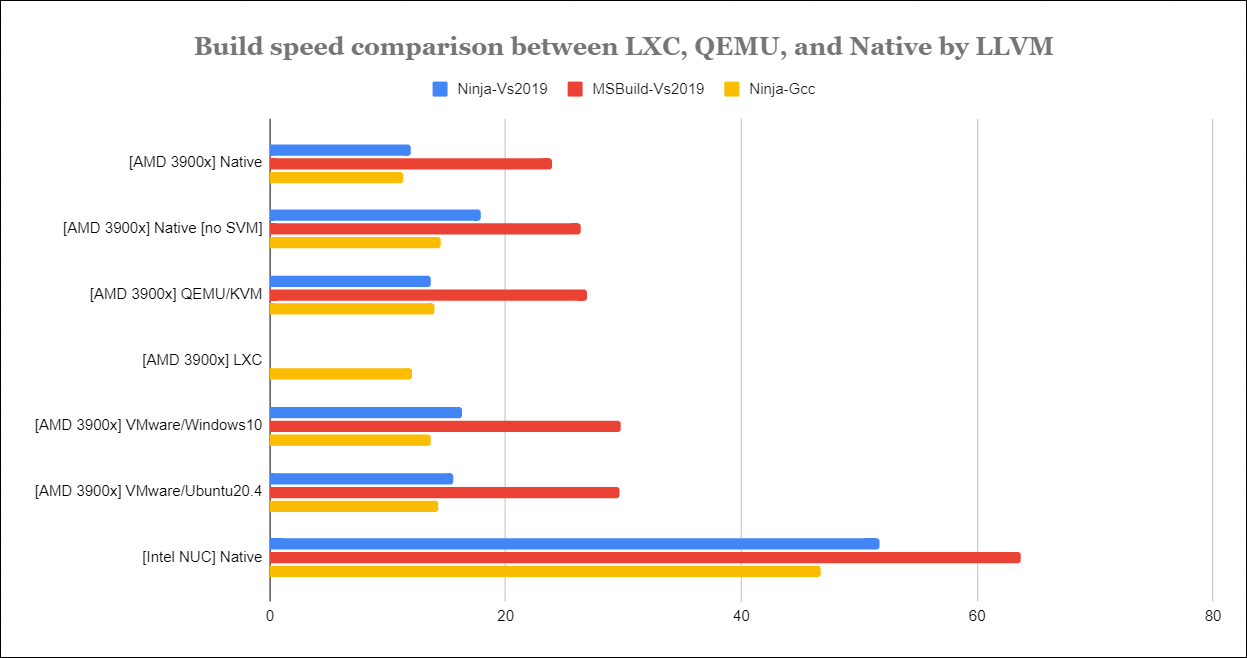 Build speed comparison between LXC, QEMU, and Native by LLVM
Ninja-Vs2019 MSBuild-Vs2019 Ninja-Gcc
[AMD 3900x] Native
[AMD 3900x] Native [no SVM]
[AMD 3900x] QEMU/KVM
[AMD 3900x] LXC
[AMD 3900x] VMware/Windows10
[AMD 3900x] VMware/Ubuntu20.4
[Intel NUC] Native
0 20 40 60 80